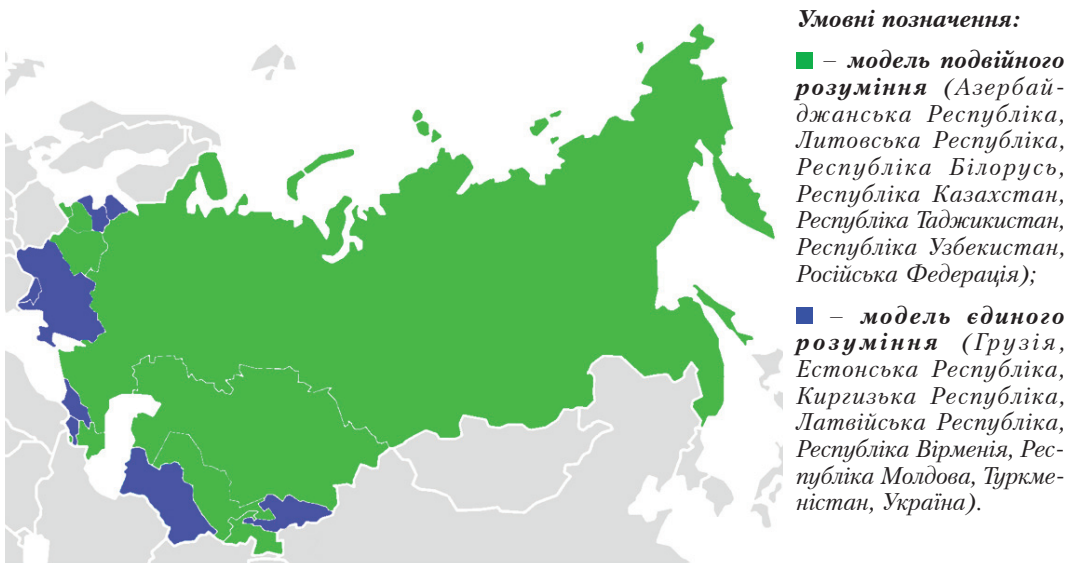 Умовні позначення:
– модель подвійного
розуміння (Азербай-
джанська Республіка,
Литовська Республіка,
Республіка Білорусь,
Республіка Казахстан,
Республіка Таджикистан,
Республіка Узбекистан,
Російська Федерація);
– модель єдиного
розуміння (Грузія,
Естонська Республіка,
Киргизька Республіка,
Латвійська Республіка,
Республіка Вірменія, Рес-
публіка Молдова, Туркме-
ністан, Україна).